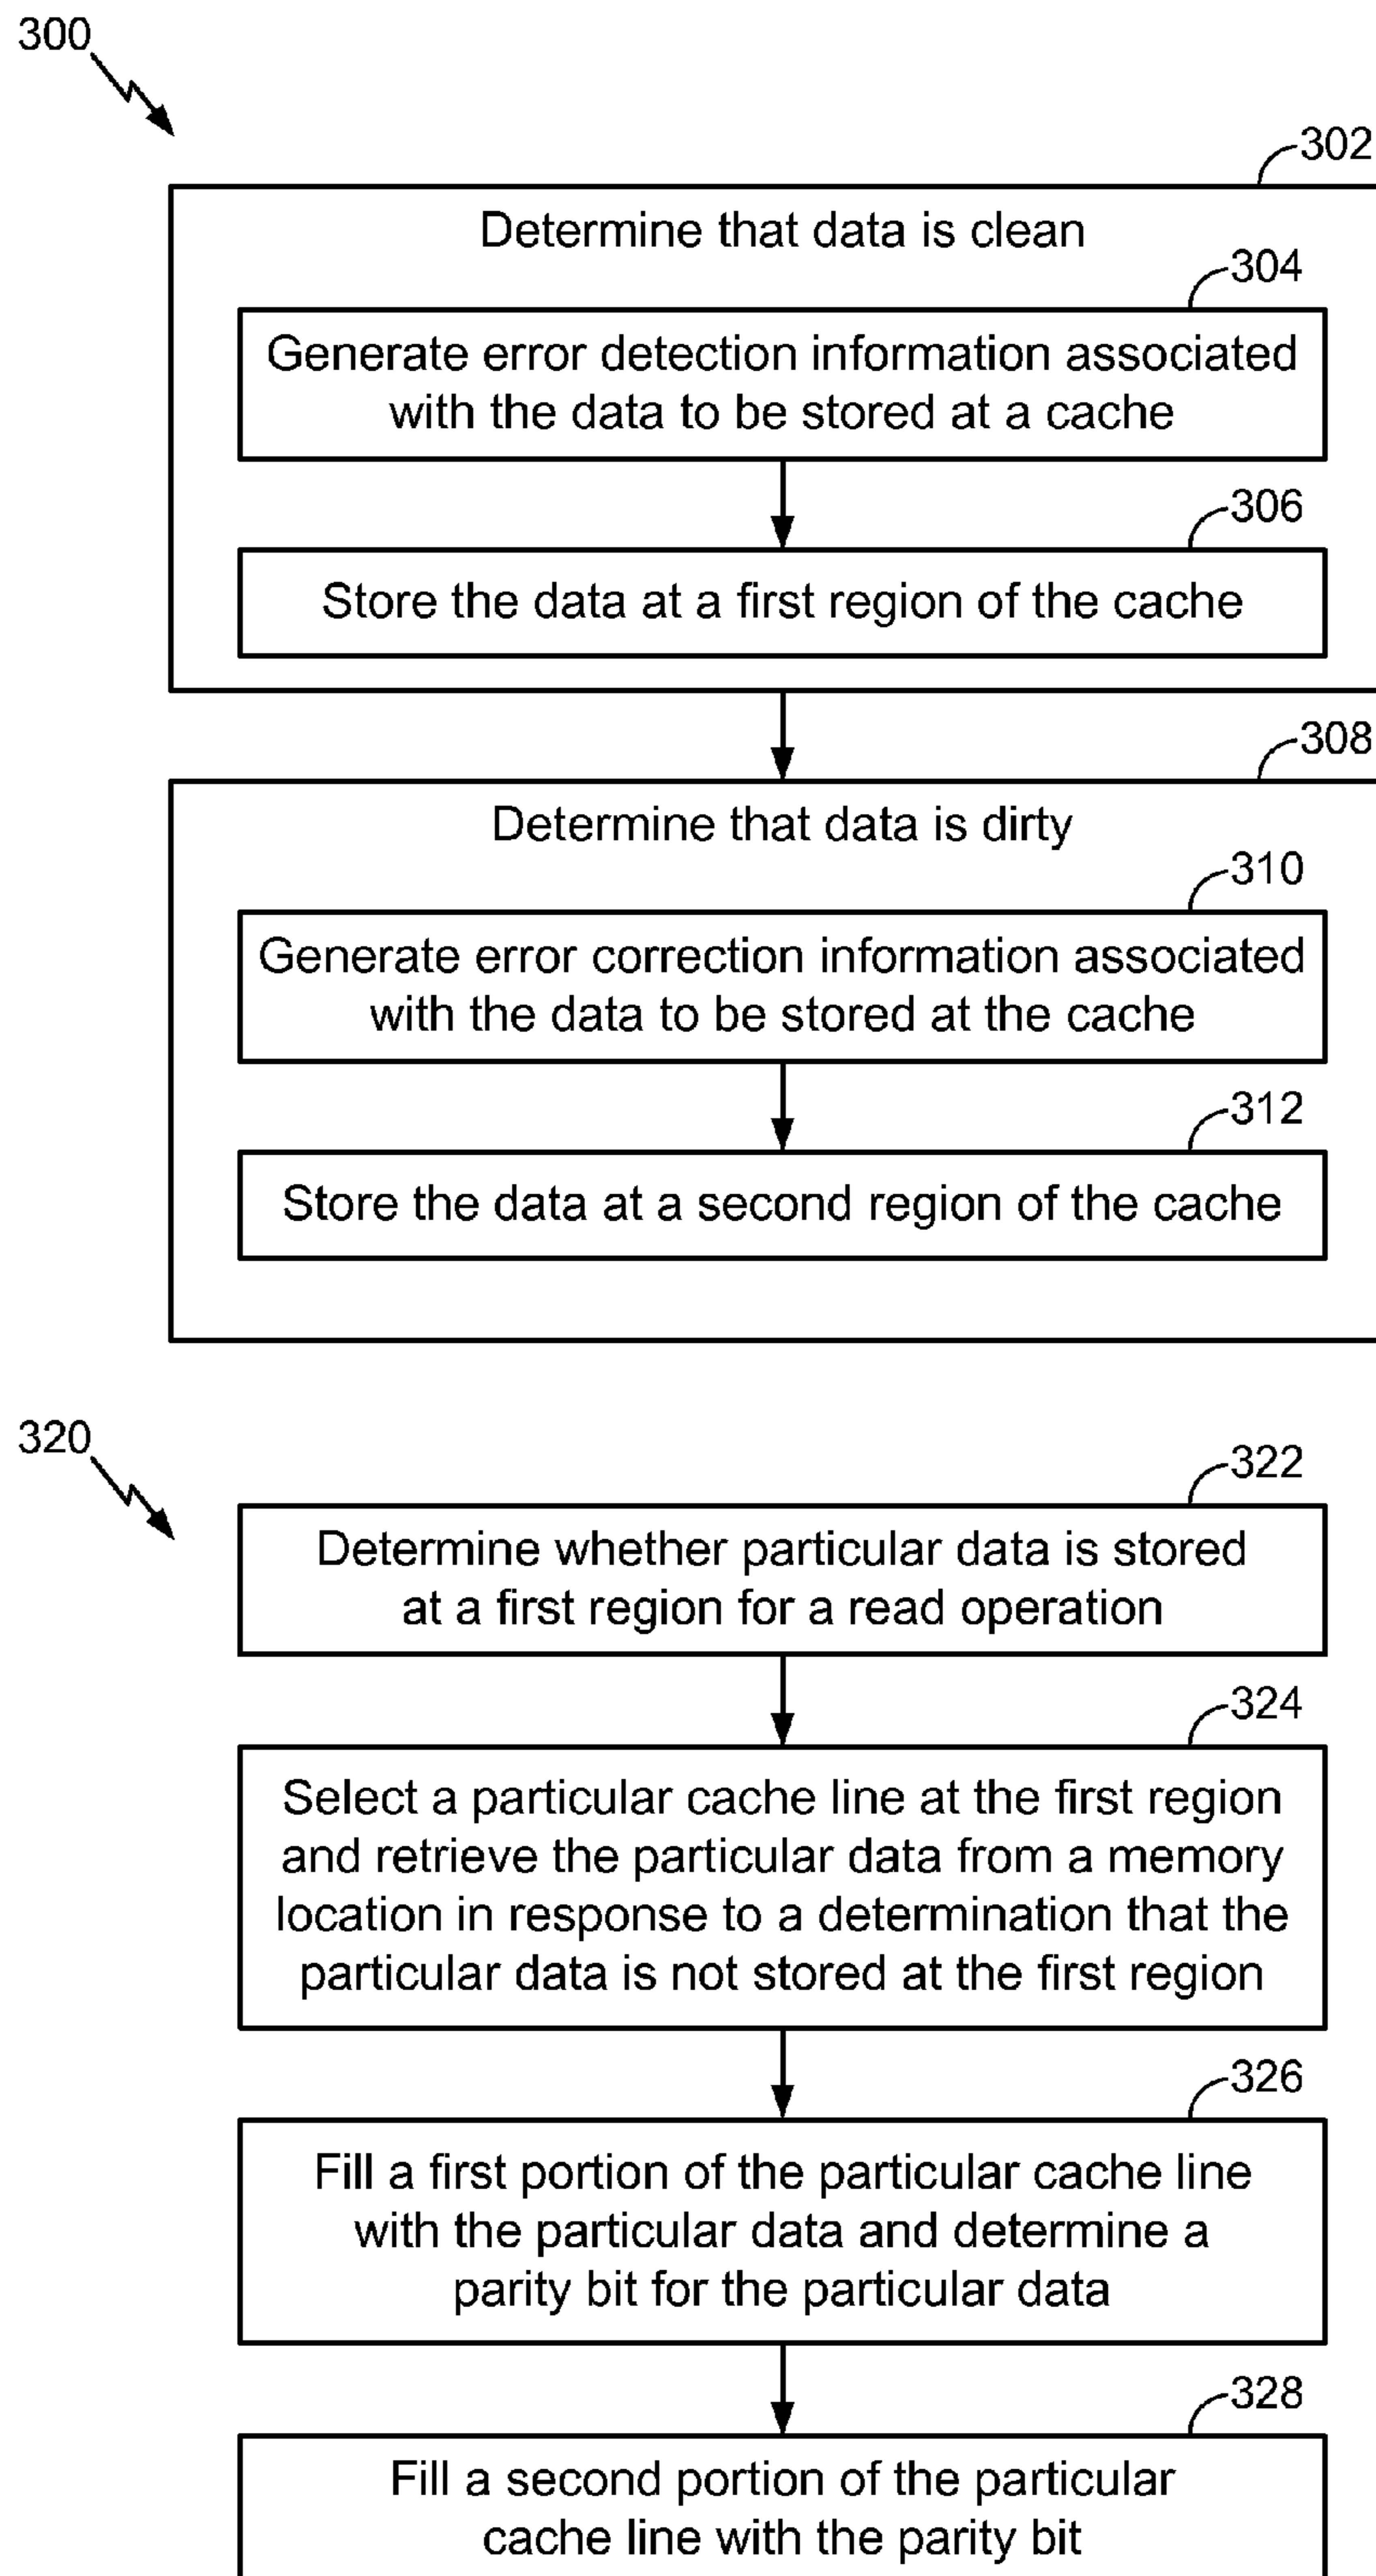 300
302
Determine that data is clean
304
Generate error detection information associated
with the data to be stored at a cache
306
Store the data at a first region of the cache
308
Determine that data is dirty
310
Generate error correction information associated
with the data to be stored at the cache
312
Store the data at a second region of the cache
320
322
Determine whether particular data is stored
at a first region for a read operation
324
Select a particular cache line at the first region
and retrieve the particular data from a memory
location in response to a determination that the
particular data is not stored at the first region
326
Fill a first portion of the particular cache line
with the particular data and determine a
parity bit for the particular data
328
Fill a second portion of the particular
cache line with the parity bit